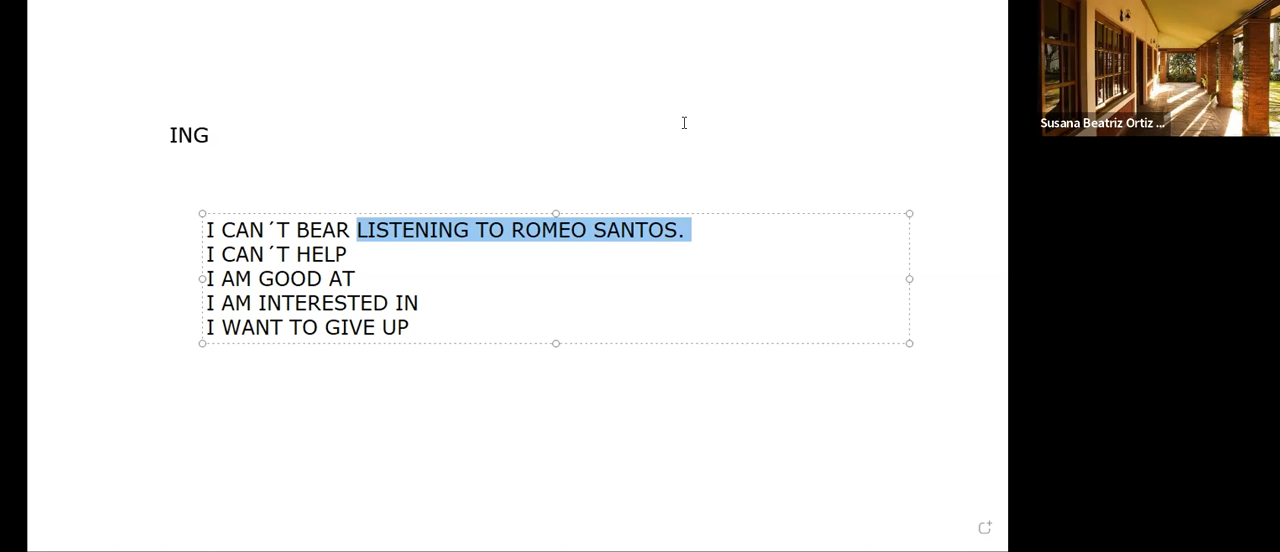 ING
I CAN´T BEAR LISTENING TO ROMEO SANTOS.
I CAN´T HELP
I AM GOOD AT
I AM INTERESTED IN
I WANT TO GIVE UP
Susana Beatriz Ortiz ...